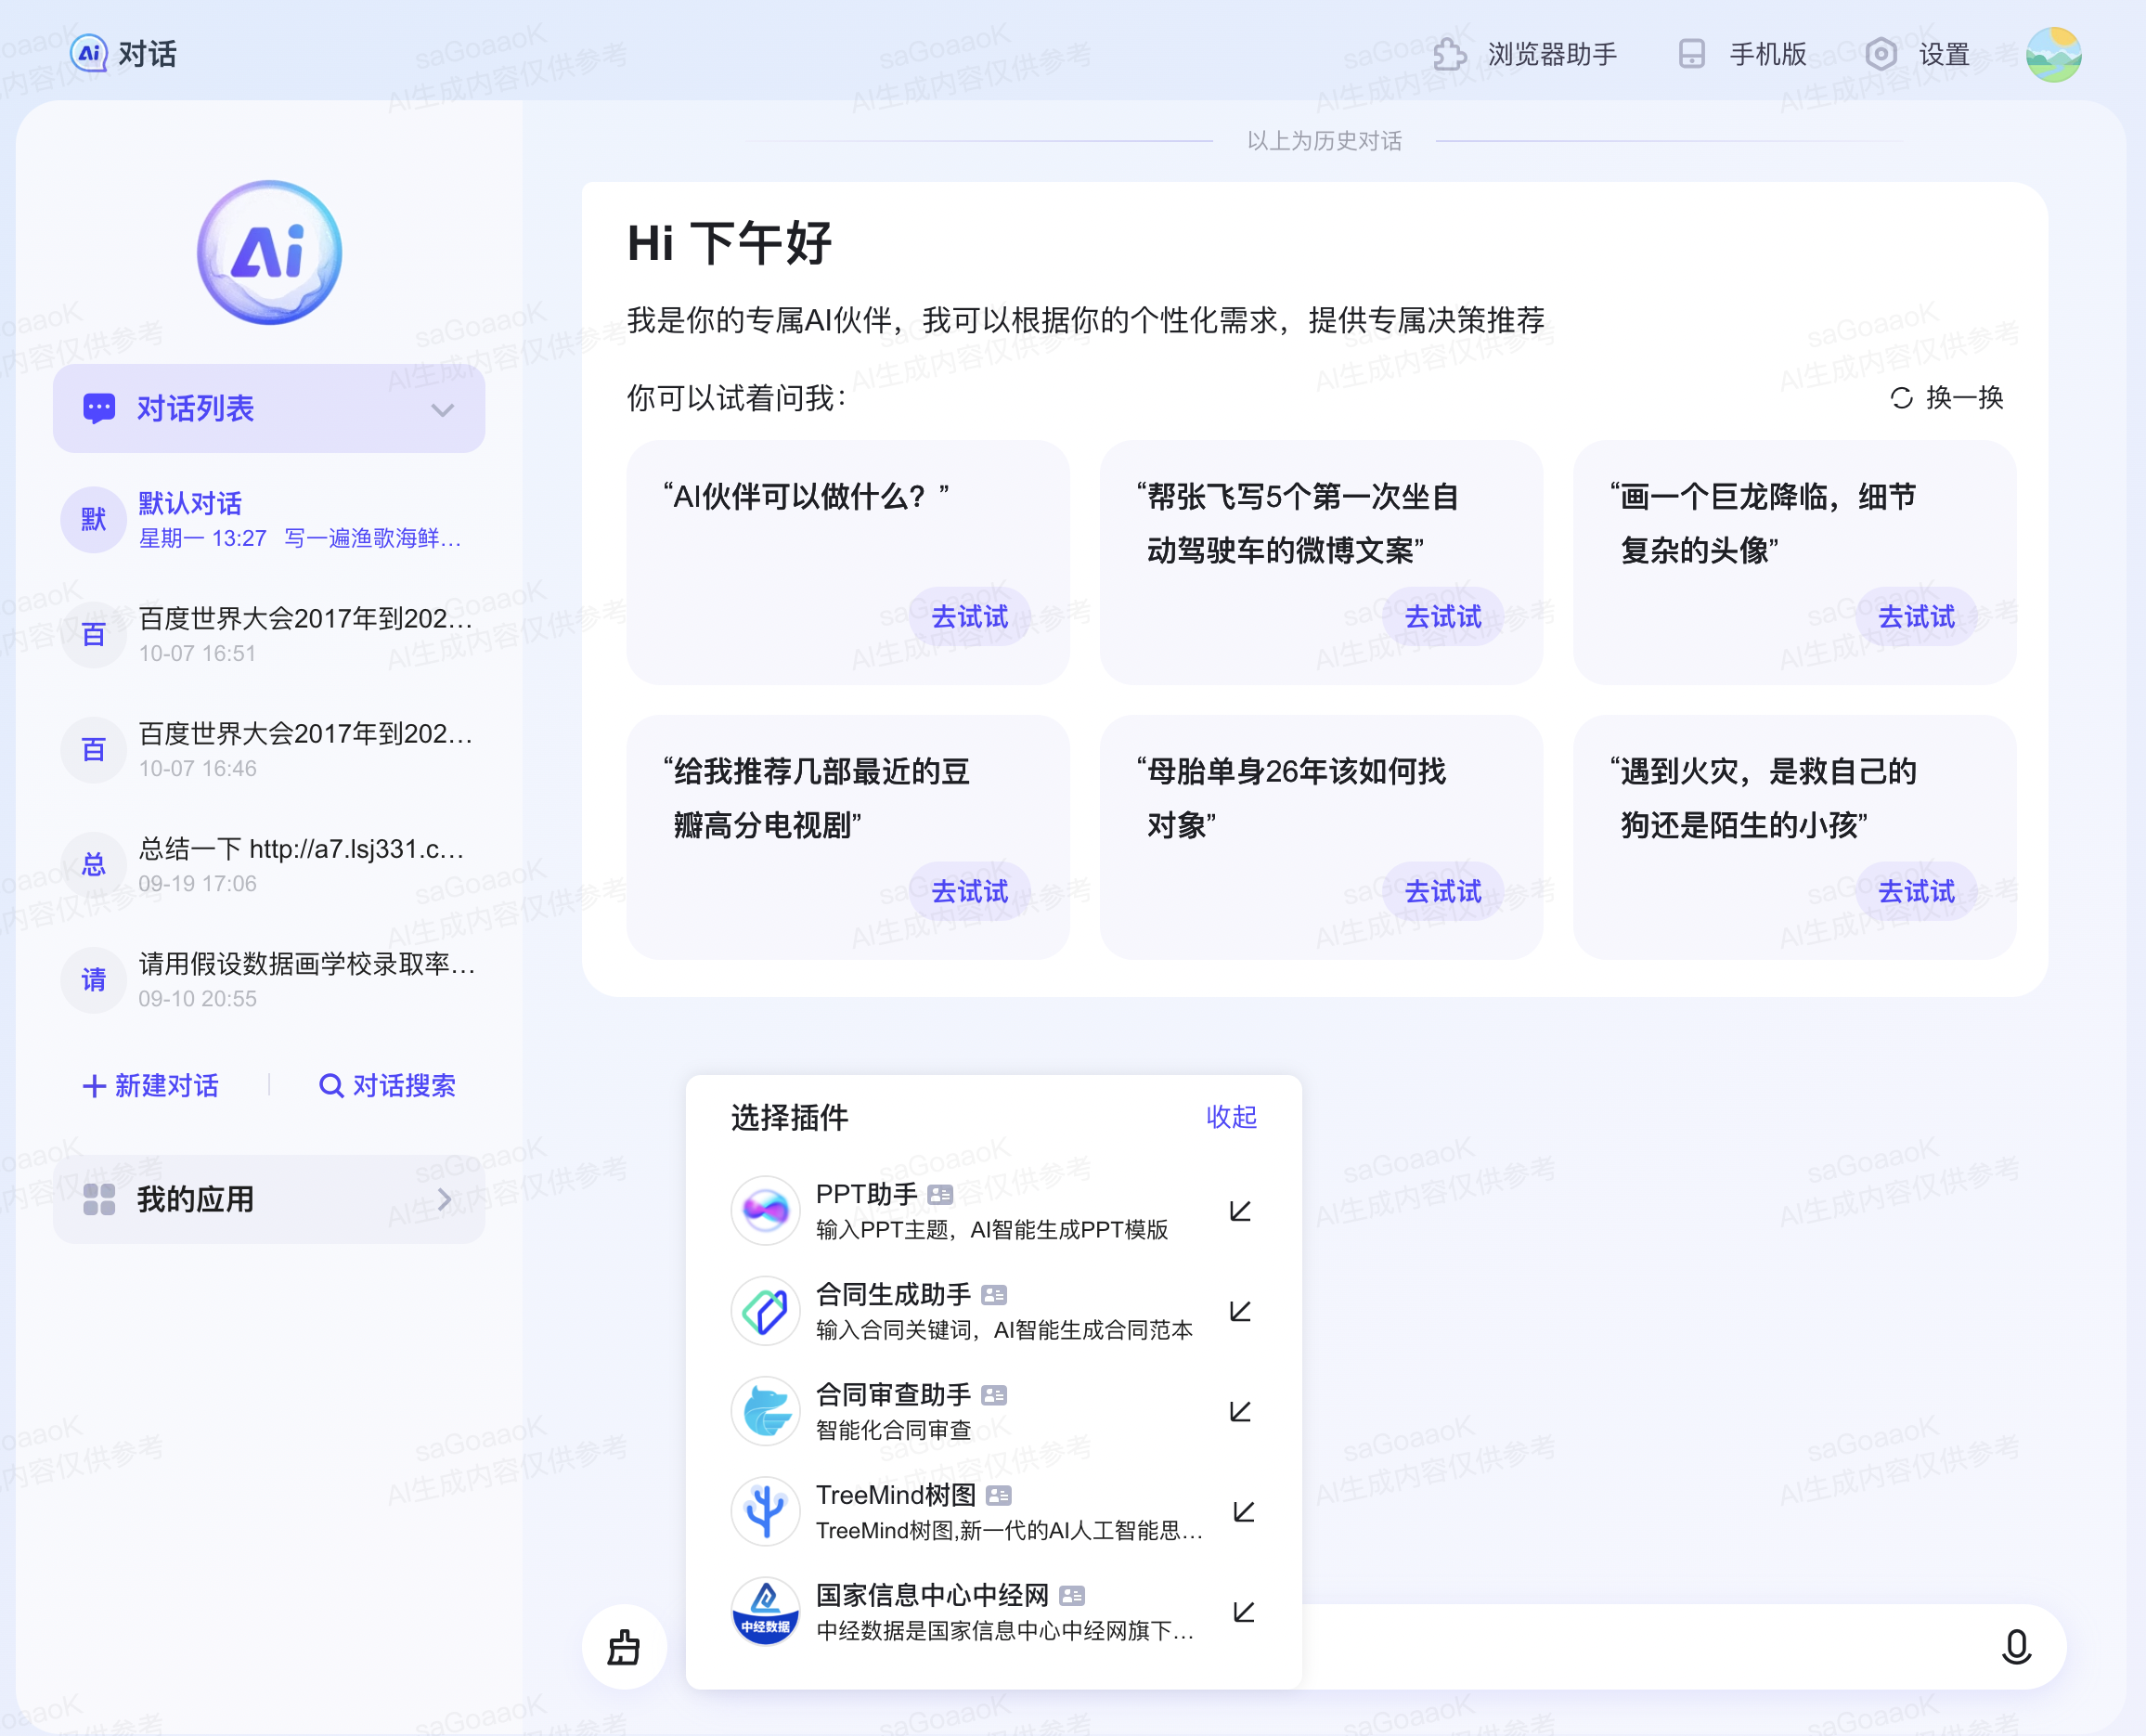 Ai 对话
浏览器助手
手机版
设置
以上为历史对话
Ai
对话列表
默
默认对话
星期一 13:27 写一遍渔歌海鲜...
百
百度世界大会2017年到202...
10-07 16:51
百
百度世界大会2017年到202...
10-07 16:46
总
总结一下 http://a7.lsj331.c...
09-19 17:06
请
请用假设数据画学校录取率...
09-10 20:55
新建对话
对话搜索
我的应用
Hi 下午好
我是你的专属AI伙伴，我可以根据你的个性化需求，提供专属决策推荐
你可以试着问我：
换一换
“AI伙伴可以做什么？”
去试试
“帮张飞写5个第一次坐自
动驾驶车的微博文案”
去试试
“画一个巨龙降临，细节
复杂的头像”
去试试
“给我推荐几部最近的豆
瓣高分电视剧”
去试试
“母胎单身26年该如何找
对象”
去试试
“遇到火灾，是救自己的
狗还是陌生的小孩”
去试试
选择插件
收起
PPT助手
输入PPT主题，AI智能生成PPT模版
合同生成助手
输入合同关键词，AI智能生成合同范本
合同审查助手
智能化合同审查
TreeMind树图
TreeMind树图,新一代的AI人工智能思...
中经数据
国家信息中心中经网
中经数据是国家信息中心中经网旗下...
saGoaaoK
AI生成内容仅供参考